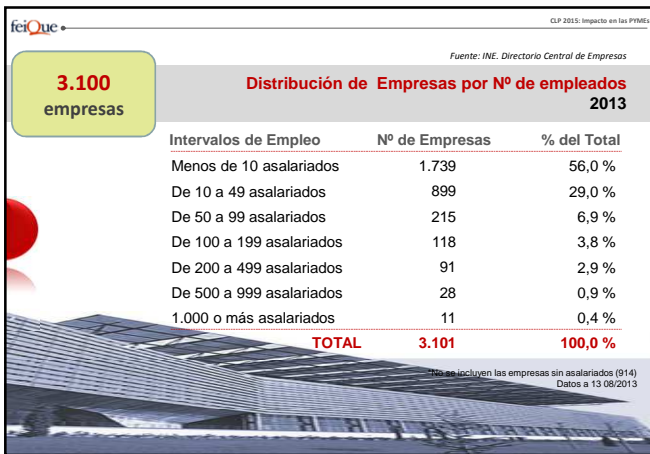 feiQue
CLP 2015: Impacto en las PYMEs
Fuente: INE. Directorio Central de Empresas
3.100
empresas
Distribución de Empresas por Nº de empleados
2013
Intervalos de Empleo Nº de Empresas % del Total
Menos de 10 asalariados 1.739 56,0 %
De 10 a 49 asalariados 899 29,0 %
De 50 a 99 asalariados 215 6,9 %
De 100 a 199 asalariados 118 3,8 %
De 200 a 499 asalariados 91 2,9 %
De 500 a 999 asalariados 28 0,9 %
1.000 o más asalariados 11 0,4 %
TOTAL 3.101 100,0 %
*No se incluyen las empresas sin asalariados (914)
Datos a 13 08/2013